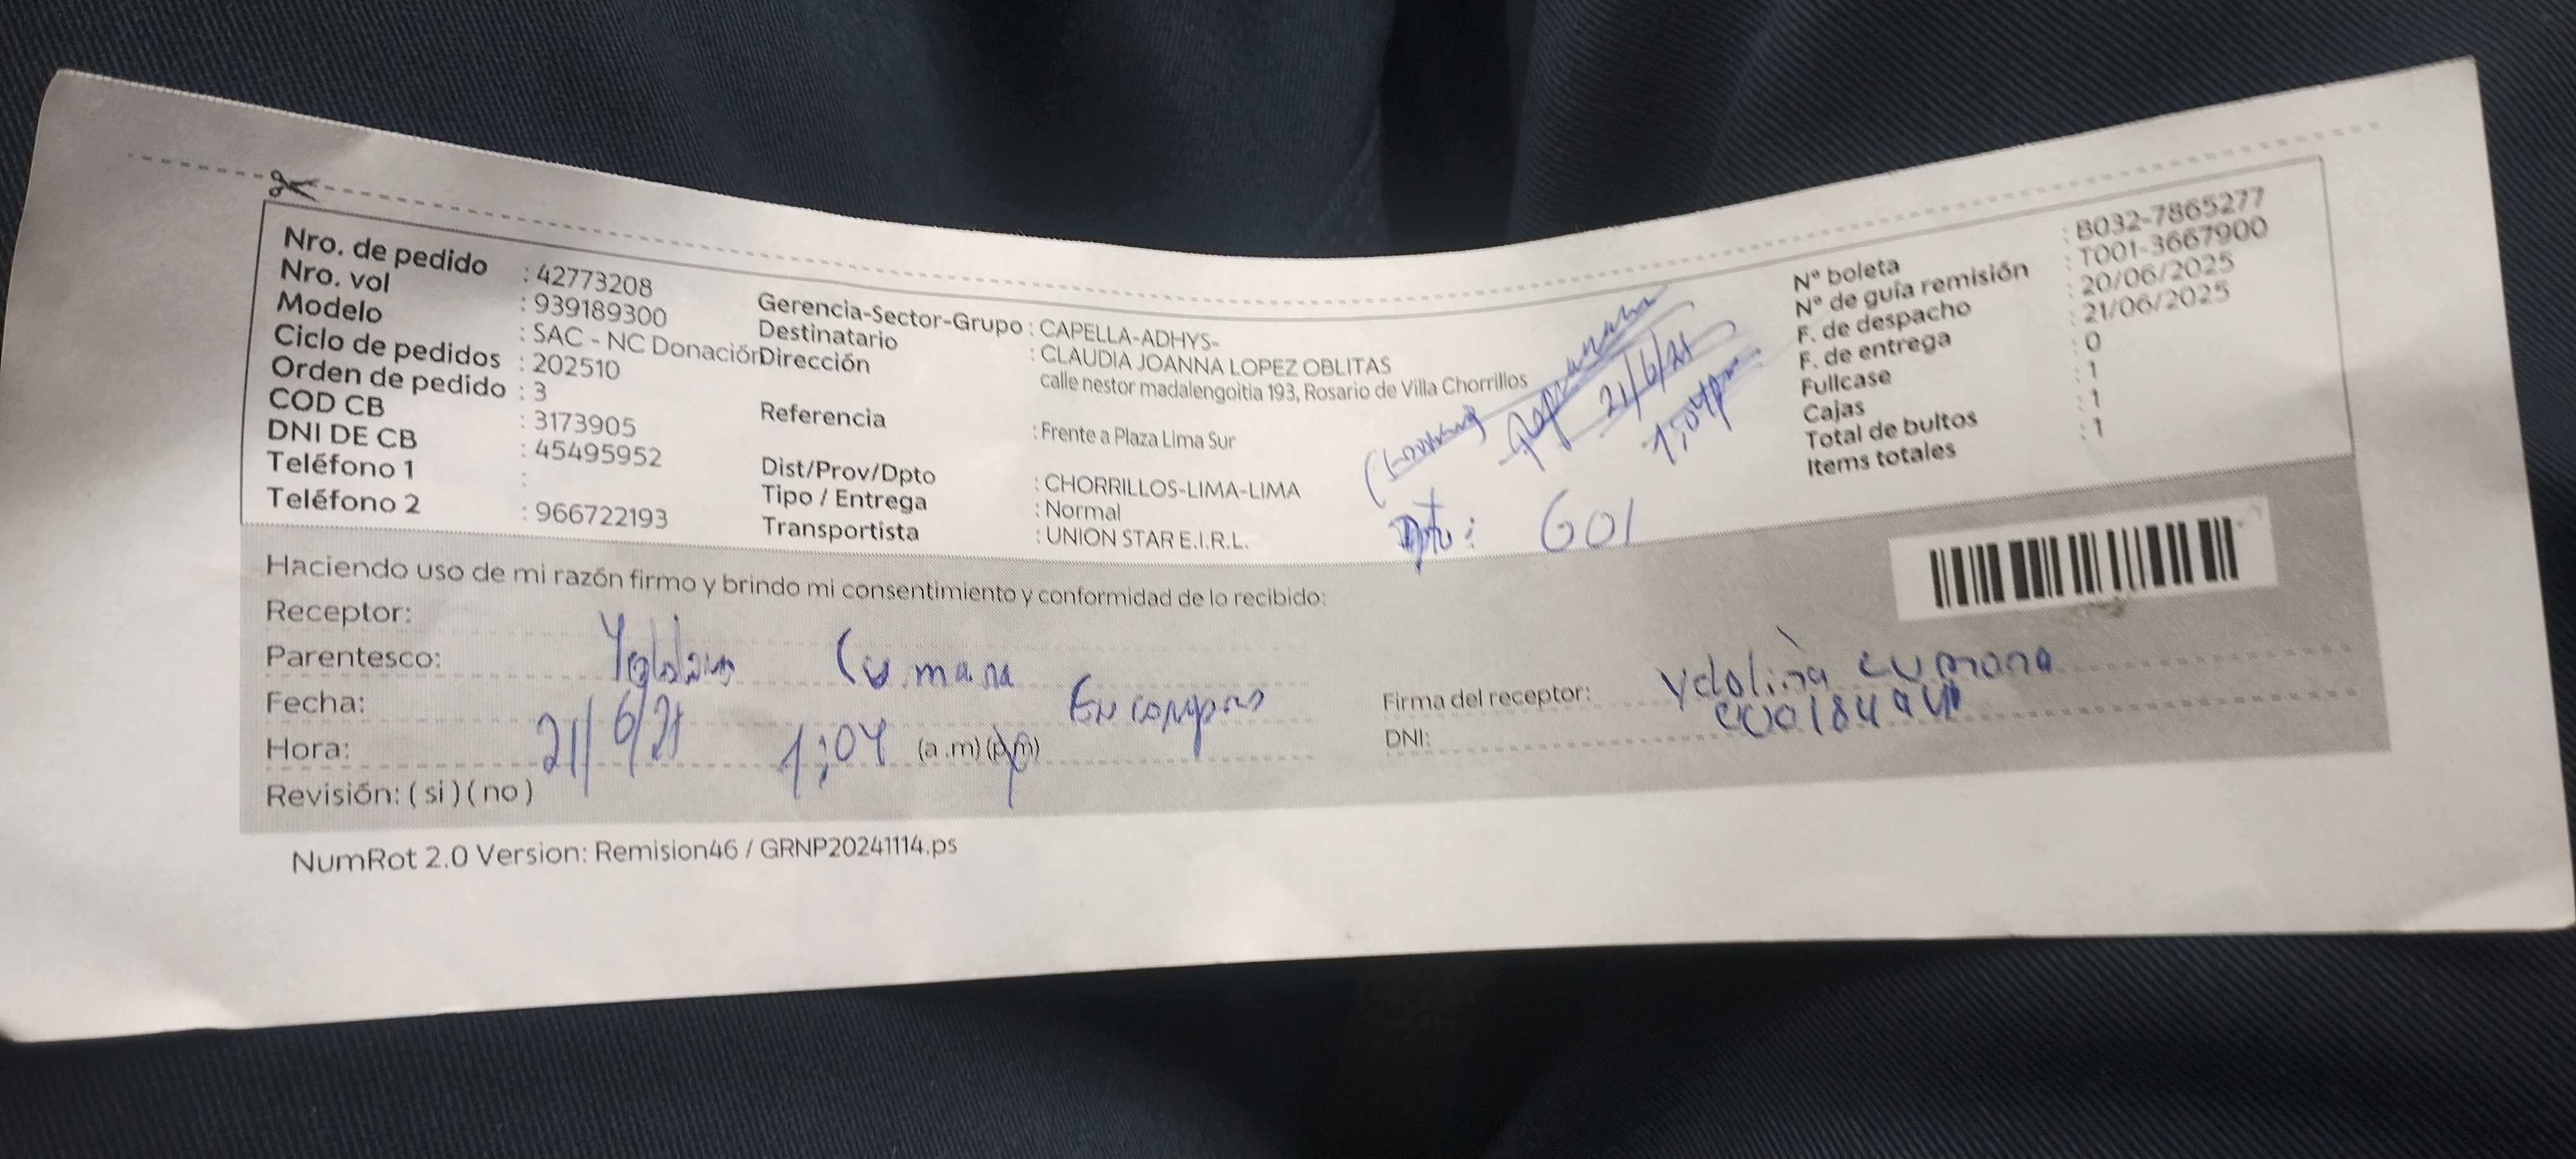 Nro. de pedido : 42773208
Nro. vol : 939189300
Modelo : SAC - NC Donación
Ciclo de pedidos : 202510
Orden de pedido : 3
COD CB : 3173905
DNI DE CB : 45495952
Teléfono 1 :
Teléfono 2 : 966722193
Gerencia-Sector-Grupo : CAPELLA-ADHYS-
Destinatario : CLAUDIA JOANNA LOPEZ OBLITAS
Dirección calle nestor madalengoitia 193, Rosario de Villa Chorrillos
Referencia : Frente a Plaza Lima Sur
Dist/Prov/Dpto : CHORRILLOS-LIMA-LIMA
Tipo / Entrega : Normal
Transportista : UNION STAR E.I.R.L.
21/6/21
1;04pm
Dpto: 601
N° boleta : B032-7865277
N° de guía remisión : T001-3667900
F. de despacho : 20/06/2025
F. de entrega : 21/06/2025
Fullcase : 0
Cajas : 1
Total de bultos : 1
Items totales : 1
Haciendo uso de mi razón firmo y brindo mi consentimiento y conformidad de lo recibido:
Receptor:
Parentesco: Cumana
Fecha: 21/6/21
Hora: 1;04 (a.m) (p.m)
Revisión: ( si ) ( no )
Firma del receptor: Ydaliña cumana
DNI:
NumRot 2.0 Version: Remision46 / GRNP20241114.ps